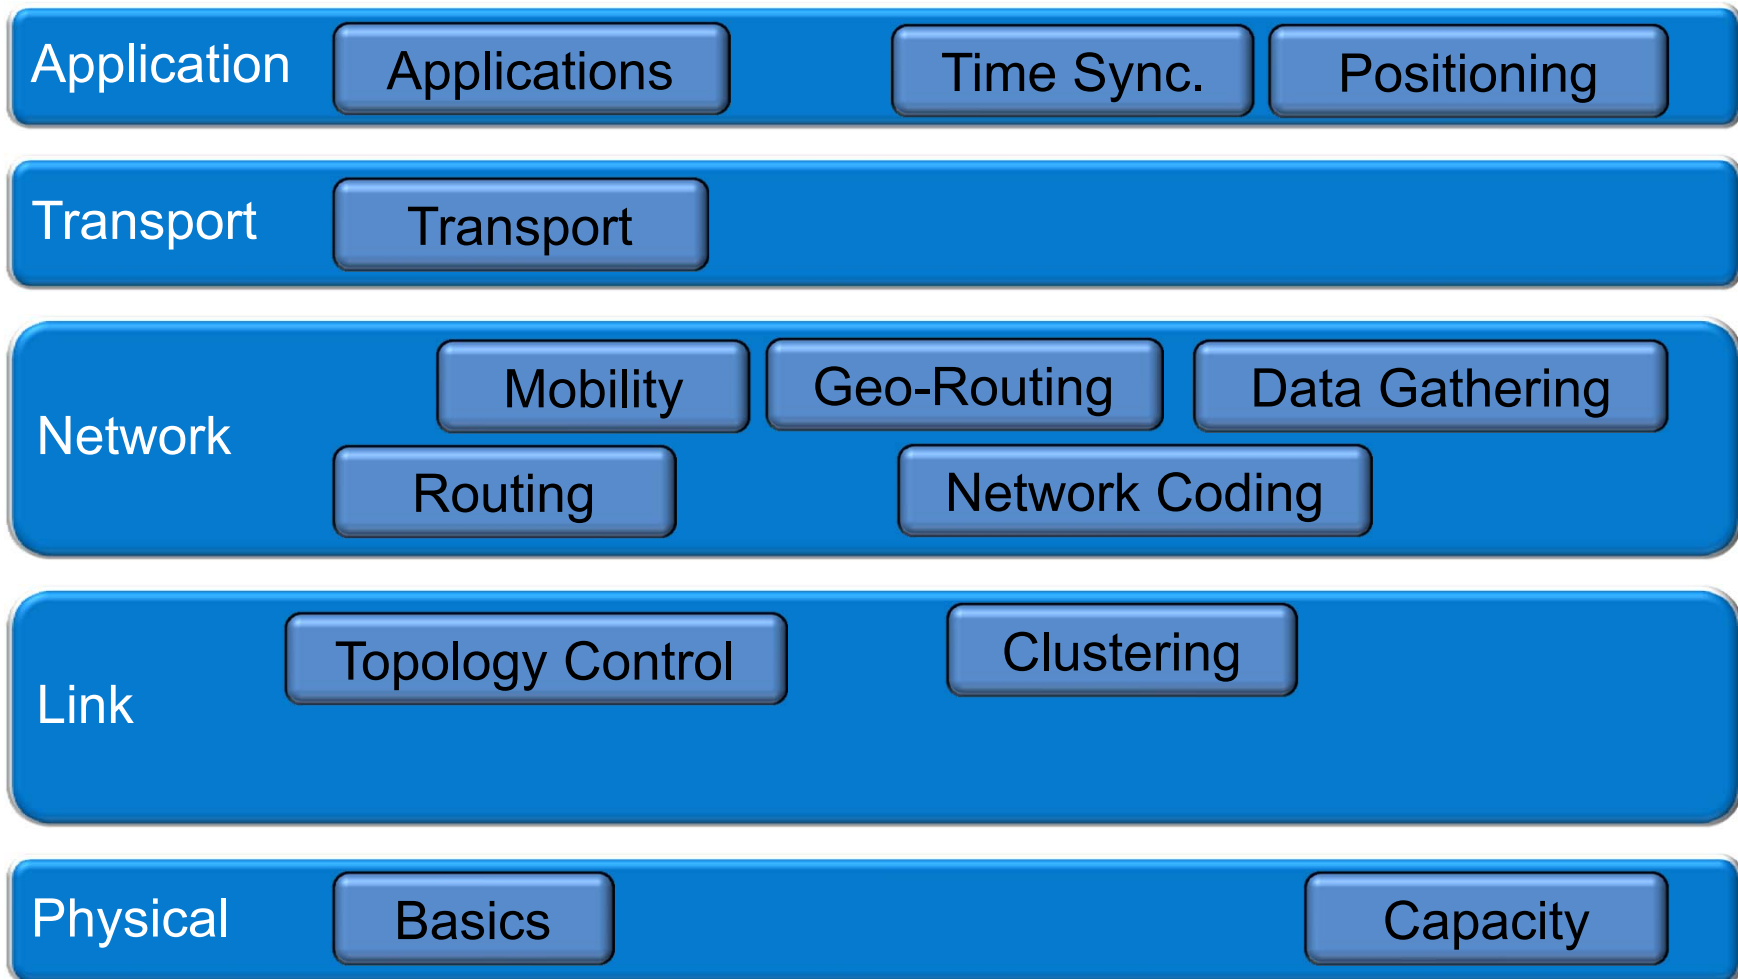 Application
Applications
Time Sync.
Positioning
Transport
Transport
Network
Mobility
Geo-Routing
Data Gathering
Routing
Network Coding
Link
Topology Control
Clustering
Physical
Basics
Capacity